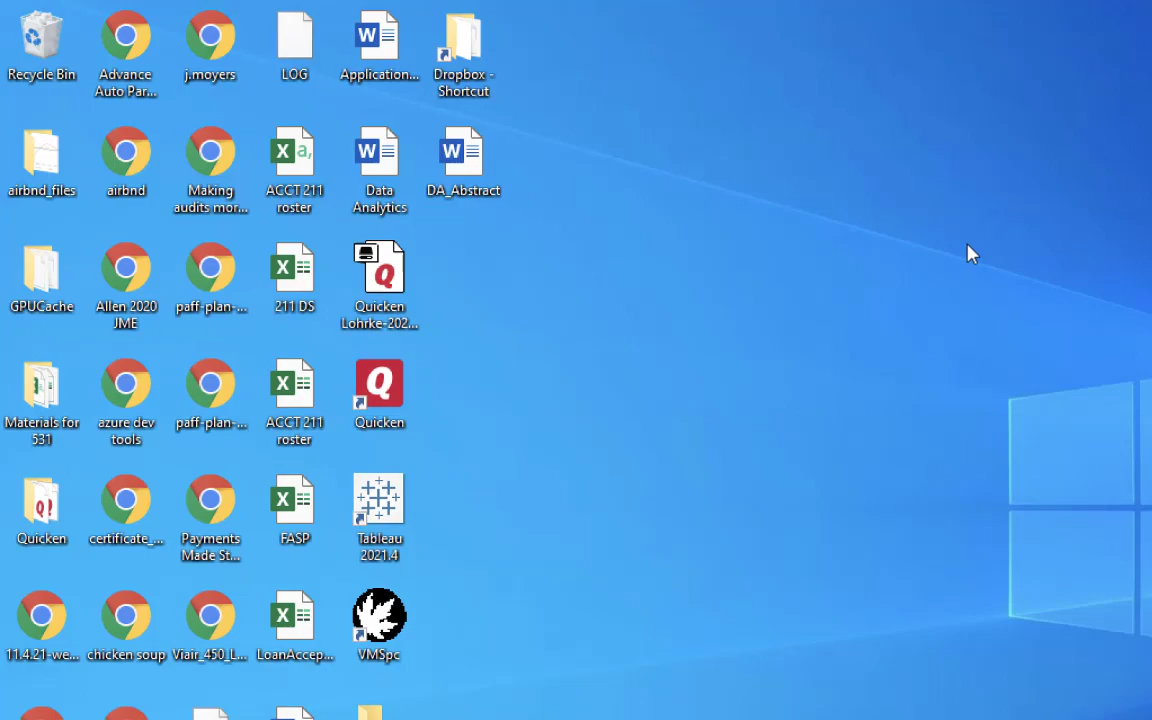 Recycle Bin
Advance
Auto Par...
j.moyers
LOG
Application...
Dropbox -
Shortcut
airbnd_files
airbnd
Making
audits mor...
ACCT 211
roster
Data
Analytics
DA_Abstract
GPUCache
Allen 2020
JME
paff-plan-...
211 DS
Quicken
Lohrke-202...
Materials for
531
azure dev
tools
paff-plan-...
ACCT 211
roster
Quicken
Quicken
certificate_...
Payments
Made St...
FASP
Tableau
2021.4
11.4.21-we...
chicken soup
Viair_450_L...
LoanAccep...
VMSpc